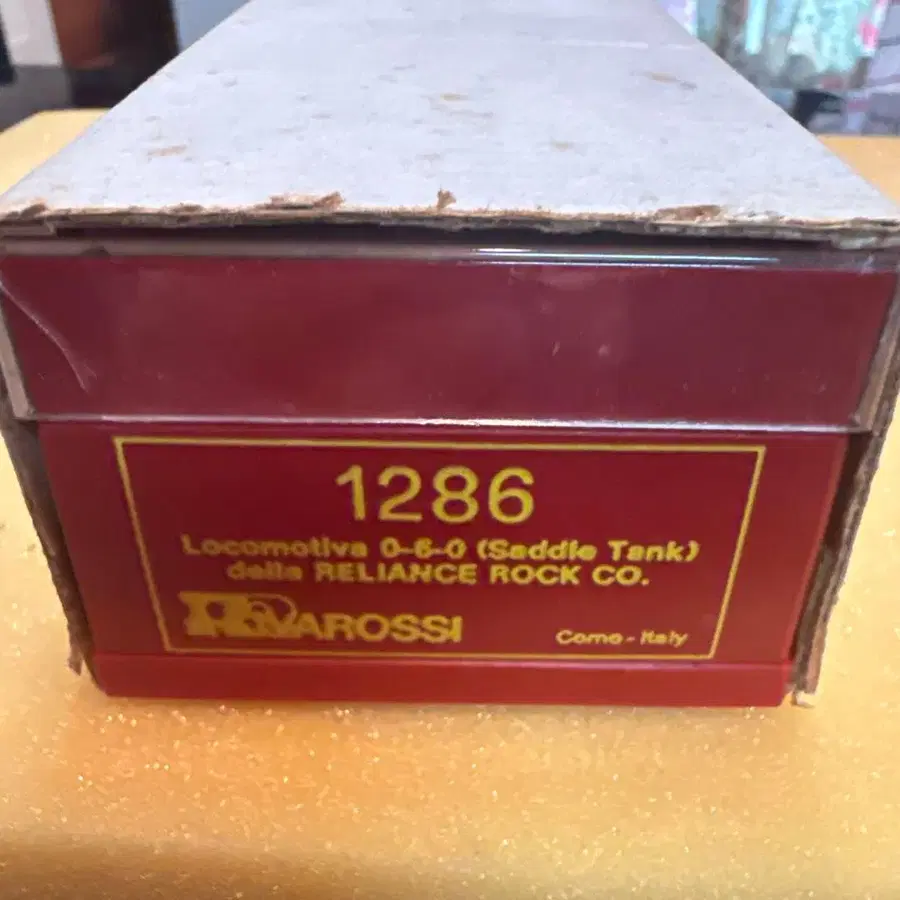 1286
Locomotiva 0-6-0 (Saddle Tank)
della RELIANCE ROCK CO.
RIVAROSSI
Como - Italy